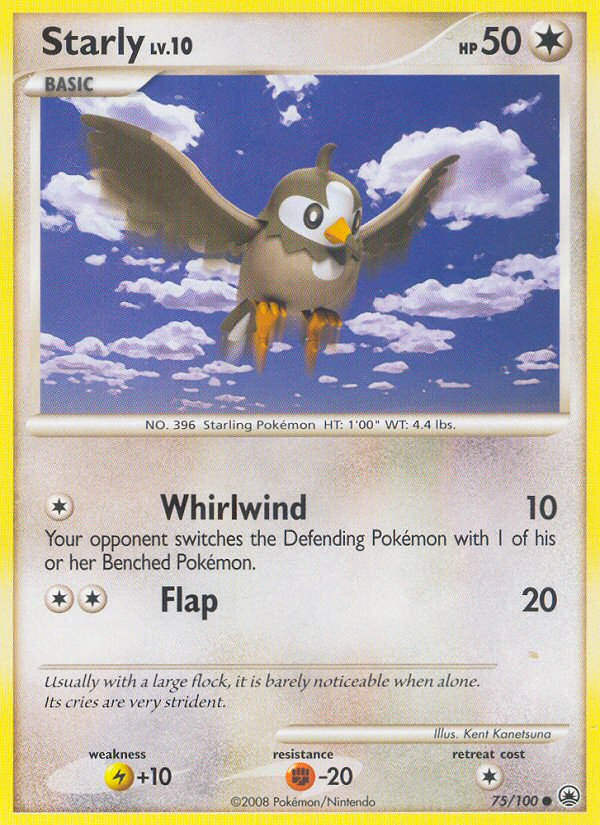 Starly LV.10 HP 50
BASIC
NO. 396 Starling Pokémon HT: 1'00" WT: 4.4 lbs.
Whirlwind 10
Your opponent switches the Defending Pokémon with 1 of his
or her Benched Pokémon.
Flap 20
Usually with a large flock, it is barely noticeable when alone.
Its cries are very strident.
Illus. Kent Kanetsuna
weakness resistance retreat cost
+10 -20
©2008 Pokémon/Nintendo 75/100